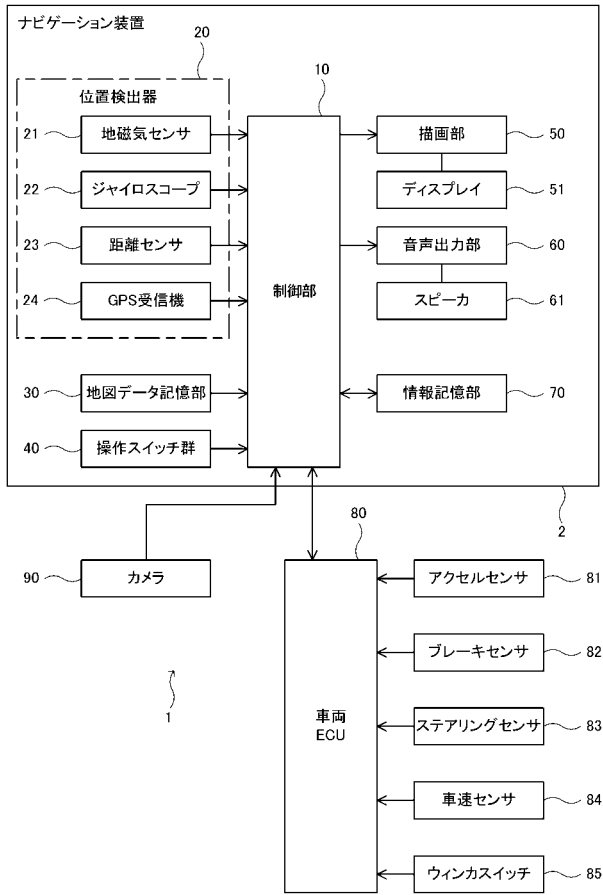 ナビゲーション装置
20
位置検出器
10
21
地磁気センサ
描画部
50
22
ジャイロスコープ
ディスプレイ
51
23
距離センサ
音声出力部
60
24
GPS受信機
制御部
スピーカ
61
30
地図データ記憶部
情報記憶部
70
40
操作スイッチ群
2
80
90
カメラ
アクセルセンサ
81
ブレーキセンサ
82
1
車両
ECU
ステアリングセンサ
83
車速センサ
84
ウィンカスイッチ
85